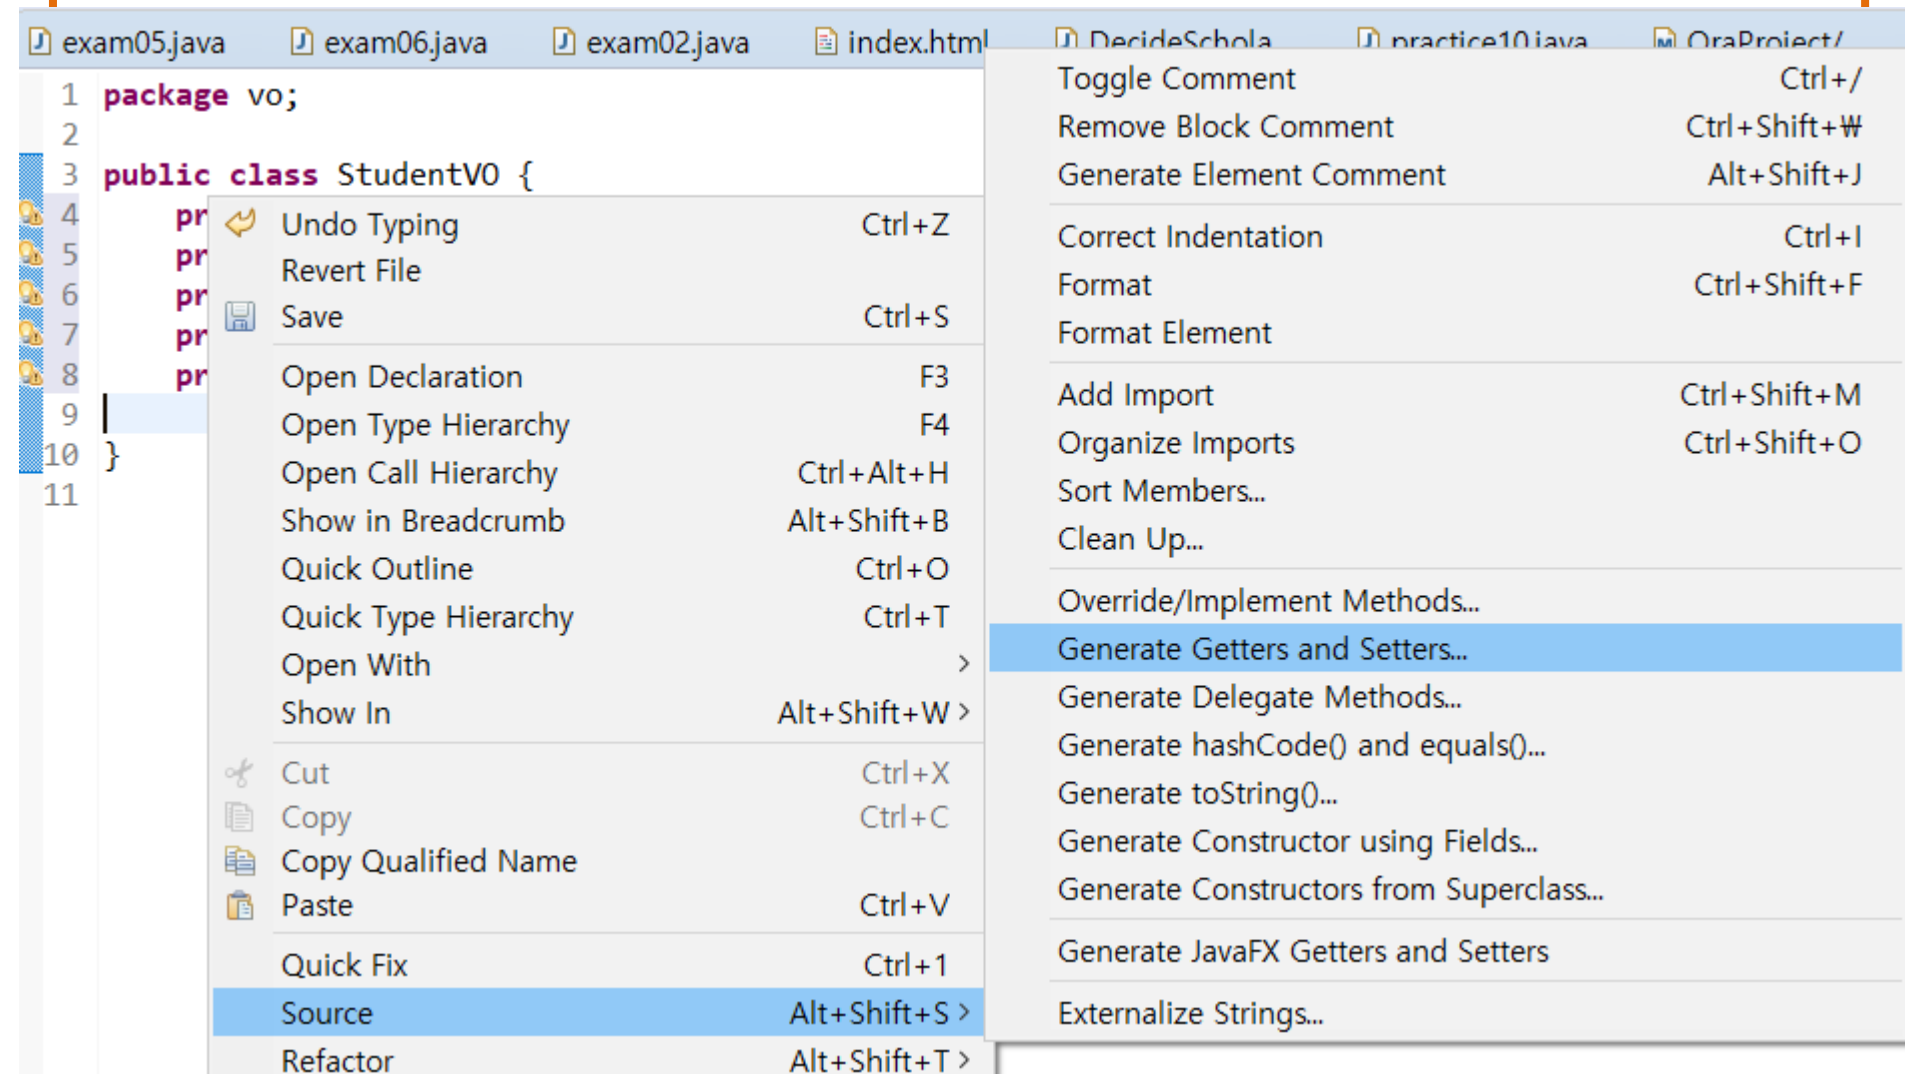 exam05.java exam06.java exam02.java index.html DecideSchola practice10.java OraProject/
1 package vo;
2
3 public class StudentVO {
4 pr
5 pr
6 pr
7 pr
8 pr
9
10 }
11
Undo Typing Ctrl+Z
Revert File
Save Ctrl+S
Open Declaration F3
Open Type Hierarchy F4
Open Call Hierarchy Ctrl+Alt+H
Show in Breadcrumb Alt+Shift+B
Quick Outline Ctrl+O
Quick Type Hierarchy Ctrl+T
Open With >
Show In Alt+Shift+W >
Cut Ctrl+X
Copy Ctrl+C
Copy Qualified Name
Paste Ctrl+V
Quick Fix Ctrl+1
Source Alt+Shift+S >
Refactor Alt+Shift+T >
Toggle Comment Ctrl+/
Remove Block Comment Ctrl+Shift+₩
Generate Element Comment Alt+Shift+J
Correct Indentation Ctrl+I
Format Ctrl+Shift+F
Format Element
Add Import Ctrl+Shift+M
Organize Imports Ctrl+Shift+O
Sort Members...
Clean Up...
Override/Implement Methods...
Generate Getters and Setters...
Generate Delegate Methods...
Generate hashCode() and equals()...
Generate toString()...
Generate Constructor using Fields...
Generate Constructors from Superclass...
Generate JavaFX Getters and Setters
Externalize Strings...